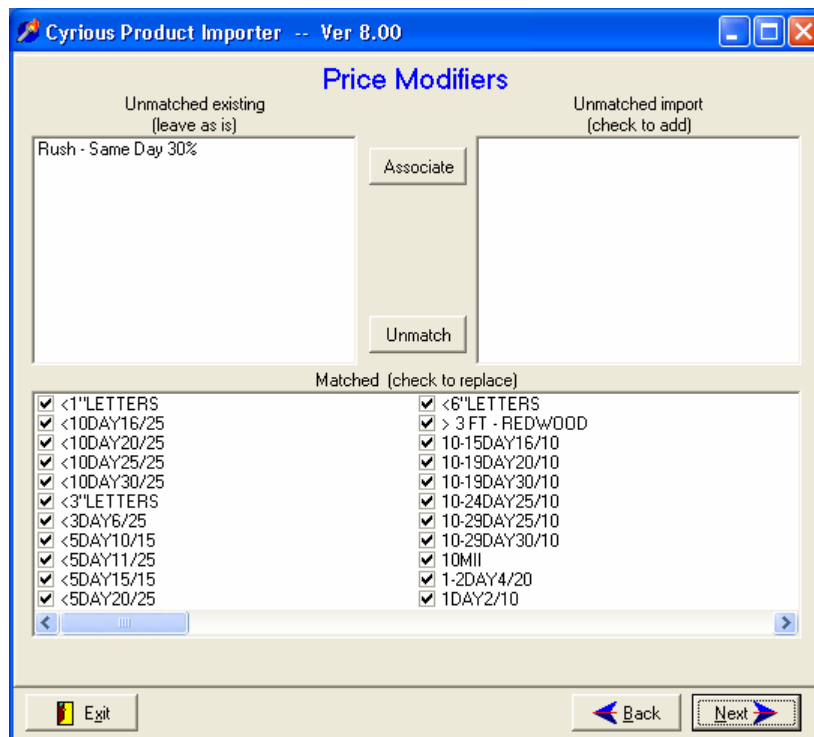 Cyrious Product Importer -- Ver 8.00
Price Modifiers
Unmatched existing
(leave as is)
Unmatched import
(check to add)
Rush - Same Day 30%
Associate
Unmatch
Matched (check to replace)
<1"LETTERS
<10DAY16/25
<10DAY20/25
<10DAY25/25
<10DAY30/25
<3"LETTERS
<3DAY6/25
<5DAY10/15
<5DAY11/25
<5DAY15/15
<5DAY20/25
<6"LETTERS
> 3 FT - REDWOOD
10-15DAY16/10
10-19DAY20/10
10-19DAY30/10
10-24DAY25/10
10-29DAY25/10
10-29DAY30/10
10MIl
1-2DAY4/20
1DAY2/10
Exit
Back
Next